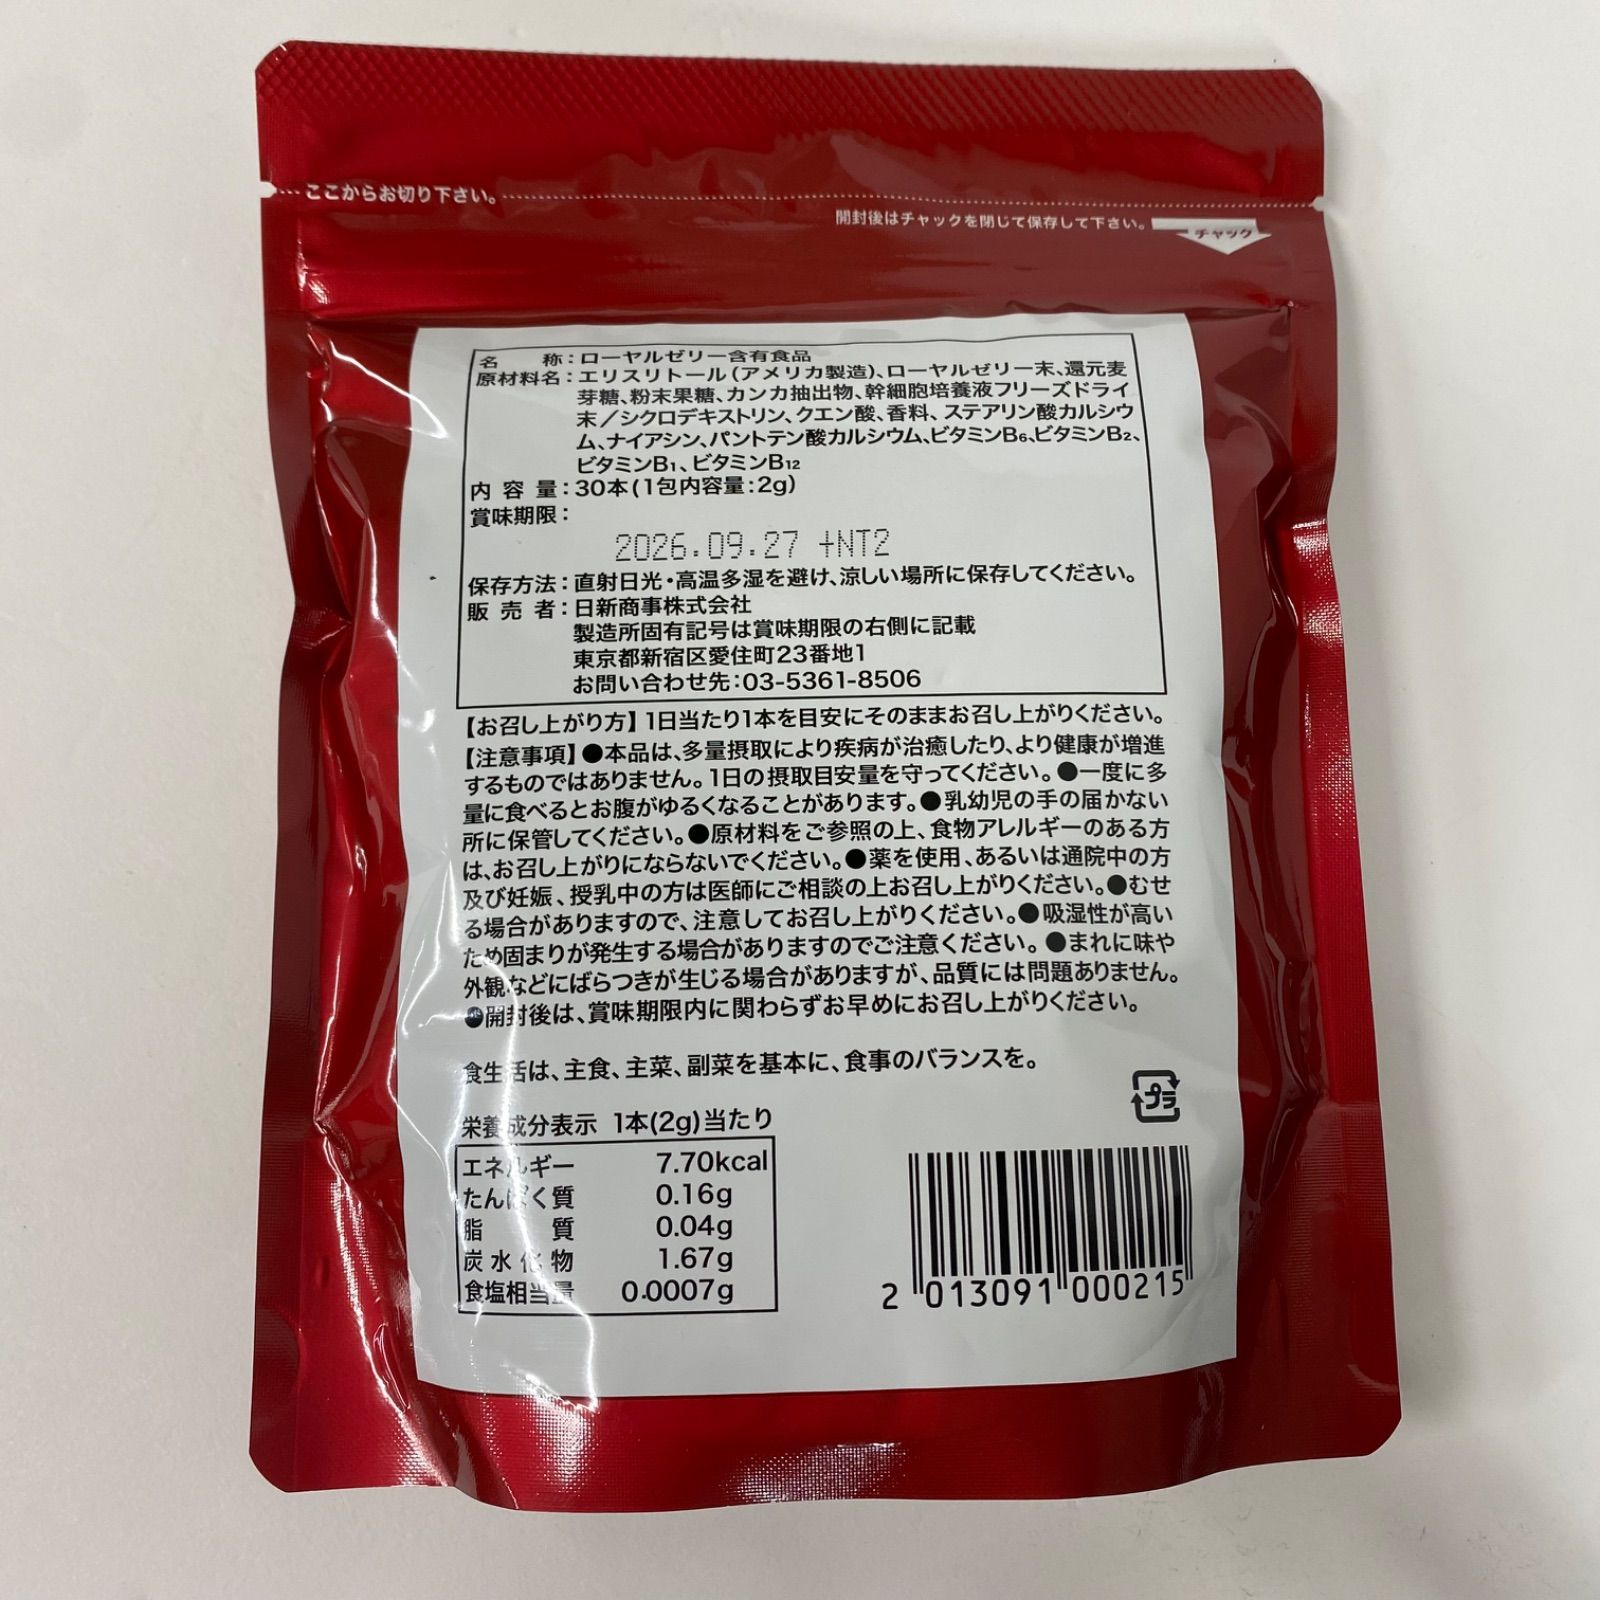 ここからお切り下さい。
開封後はチャックを閉じて保存して下さい。
チャック
名 称：ローヤルゼリー含有食品
原材料名：エリスリトール（アメリカ製造）、ローヤルゼリー末、還元麦
芽糖、粉末果糖、カンカ抽出物、幹細胞培養液フリーズドライ
末／シクロデキストリン、クエン酸、香料、ステアリン酸カルシウ
ム、ナイアシン、パントテン酸カルシウム、ビタミンB₆、ビタミンB₂、
ビタミンB₁、ビタミンB₁₂
内 容 量：30本（1包内容量：2g）
賞味期限：
2026.09.27 +NT2
保存方法：直射日光・高温多湿を避け、涼しい場所に保存してください。
販 売 者：日新商事株式会社
製造所固有記号は賞味期限の右側に記載
東京都新宿区愛住町23番地1
お問い合わせ先：03-5361-8506
【お召し上がり方】1日当たり1本を目安にそのままお召し上がりください。
【注意事項】●本品は、多量摂取により疾病が治癒したり、より健康が増進
するものではありません。1日の摂取目安量を守ってください。●一度に多
量に食べるとお腹がゆるくなることがあります。●乳幼児の手の届かない
所に保管してください。●原材料をご参照の上、食物アレルギーのある方
は、お召し上がりにならないでください。●薬を使用、あるいは通院中の方
及び妊娠、授乳中の方は医師にご相談の上お召し上がりください。●むせ
る場合がありますので、注意してお召し上がりください。●吸湿性が高い
ため固まりが発生する場合がありますのでご注意ください。●まれに味や
外観などにばらつきが生じる場合がありますが、品質には問題ありません。
●開封後は、賞味期限内に関わらずお早めにお召し上がりください。
食生活は、主食、主菜、副菜を基本に、食事のバランスを。
プラ
栄養成分表示 1本(2g)当たり
エネルギー 7.70kcal
たんぱく質 0.16g
脂 質 0.04g
炭水化物 1.67g
食塩相当量 0.0007g
2 013091 000215